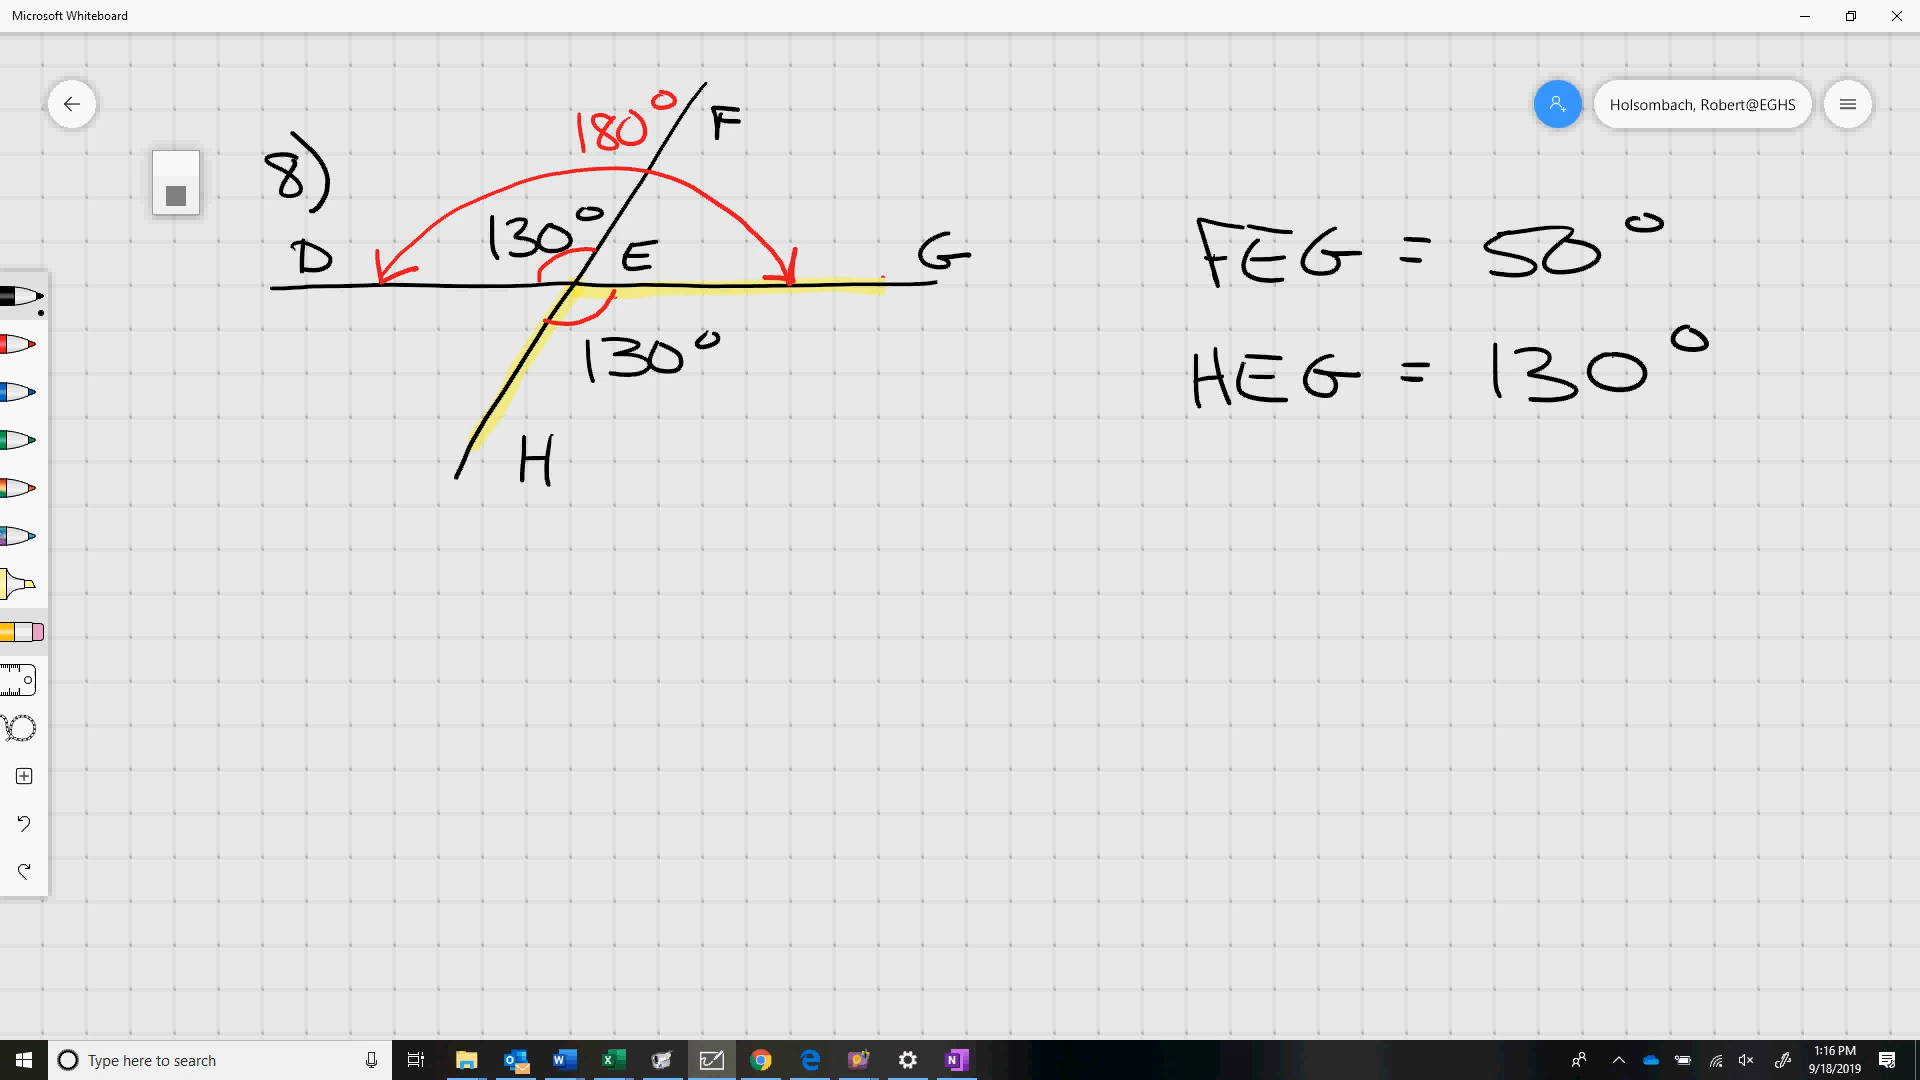 Microsoft Whiteboard
Holsombach, Robert@EGHS
8)
180°
F
130°
D
E
G
130°
H
FEG = 50°
HEG = 130°
Type here to search
1:16 PM
9/18/2019